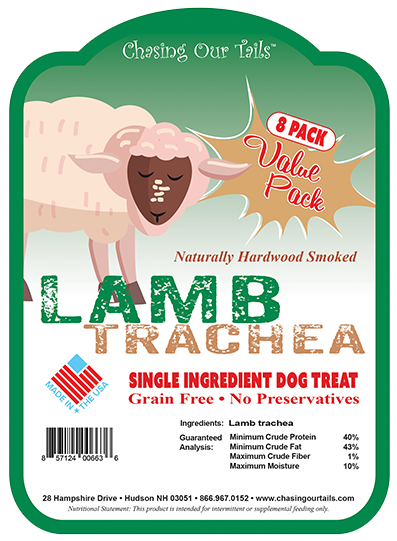 Chasing Our Tails™
8 PACK
Value
Pack
Naturally Hardwood Smoked
LAMB
TRACHEA
MADE IN ★ THE USA
SINGLE INGREDIENT DOG TREAT
Grain Free • No Preservatives
Ingredients: Lamb trachea
Guaranteed Minimum Crude Protein 40%
Analysis: Minimum Crude Fat 43%
Maximum Crude Fiber 1%
Maximum Moisture 10%
8 57124 00663 6
28 Hampshire Drive • Hudson NH 03051 • 866.967.0152 • www.chasingourtails.com
Nutritional Statement: This product is intended for intermittent or supplemental feeding only.